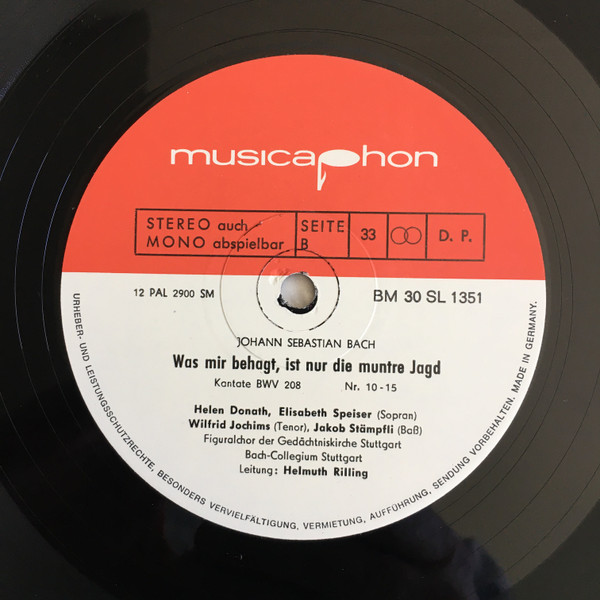 musicaphon
STEREO auch
MONO abspielbar
SEITE
B
33
D. P.
12 PAL 2900 SM
BM 30 SL 1351
JOHANN SEBASTIAN BACH
Was mir behagt, ist nur die muntre Jagd
Kantate BWV 208 Nr. 10-15
Helen Donath, Elisabeth Speiser (Sopran)
Wilfrid Jochims (Tenor), Jakob Stämpfli (Baß)
Figuralchor der Gedächtniskirche Stuttgart
Bach-Collegium Stuttgart
Leitung: Helmuth Rilling
URHEBER- UND LEISTUNGSSCHUTZRECHTE, BESONDERS VERVIELFÄLTIGUNG, VERMIETUNG, AUFFÜHRUNG, SENDUNG VORBEHALTEN. MADE IN GERMANY.